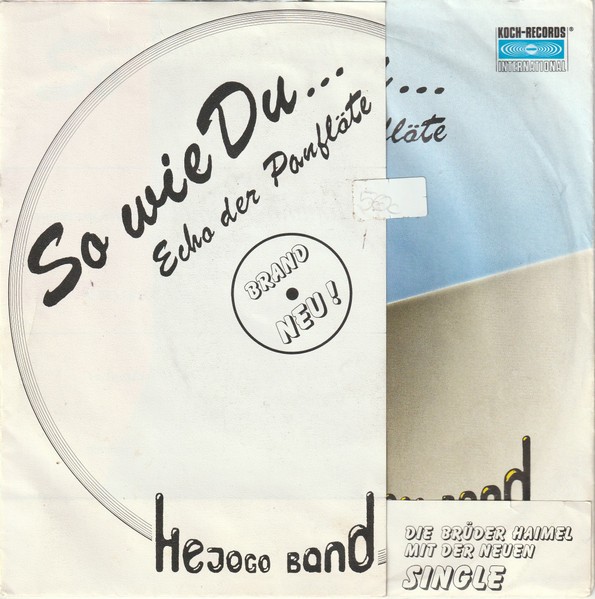 KOCH-RECORDS®
INTERNATIONAL
So wie Du...
Echo der Panflöte
...
flöte
BRAND
NEU!
HEJOGO BAND
DIE BRÜDER HAIMEL
MIT DER NEUEN
SINGLE